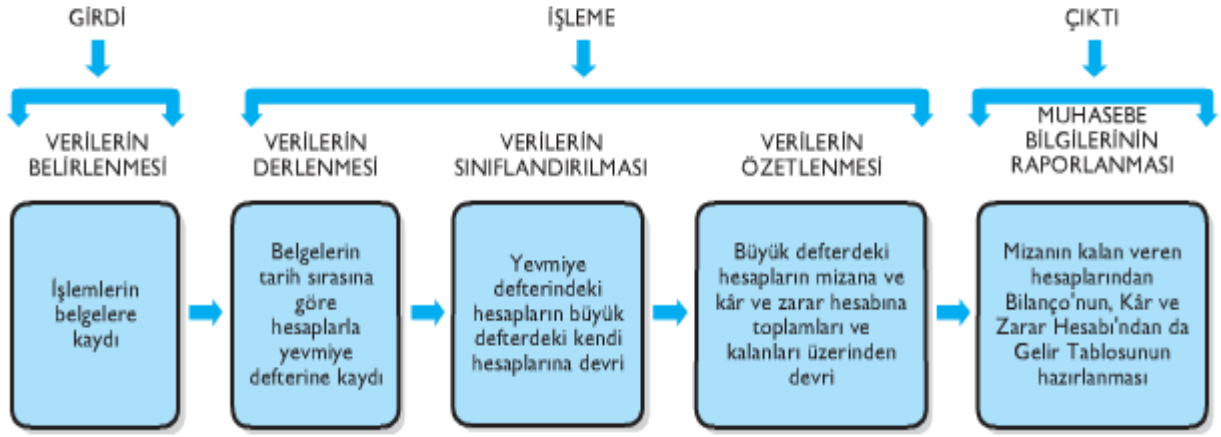 GİRDİ
İŞLEME
ÇIKTI
VERİLERİN
BELİRLENMESİ
VERİLERİN
DERLENMESİ
VERİLERİN
SINIFLANDIRILMASI
VERİLERİN
ÖZETLENMESİ
MUHASEBE
BİLGİLERİNİN
RAPORLANMASI
İşlemlerin
belgelere
kaydı
Belgelerin
tarih sırasına
göre
hesaplarla
yevmiye
defterine kaydı
Yevmiye
defterindeki
hesapların büyük
defterdeki kendi
hesaplarına devri
Büyük defterdeki
hesapların mizana ve
kâr ve zarar hesabına
toplamları ve
kalanları üzerinden
devri
Mizanın kalan veren
hesaplarından
Bilanço'nun, Kâr ve
Zarar Hesabı'ndan da
Gelir Tablosunun
hazırlanması